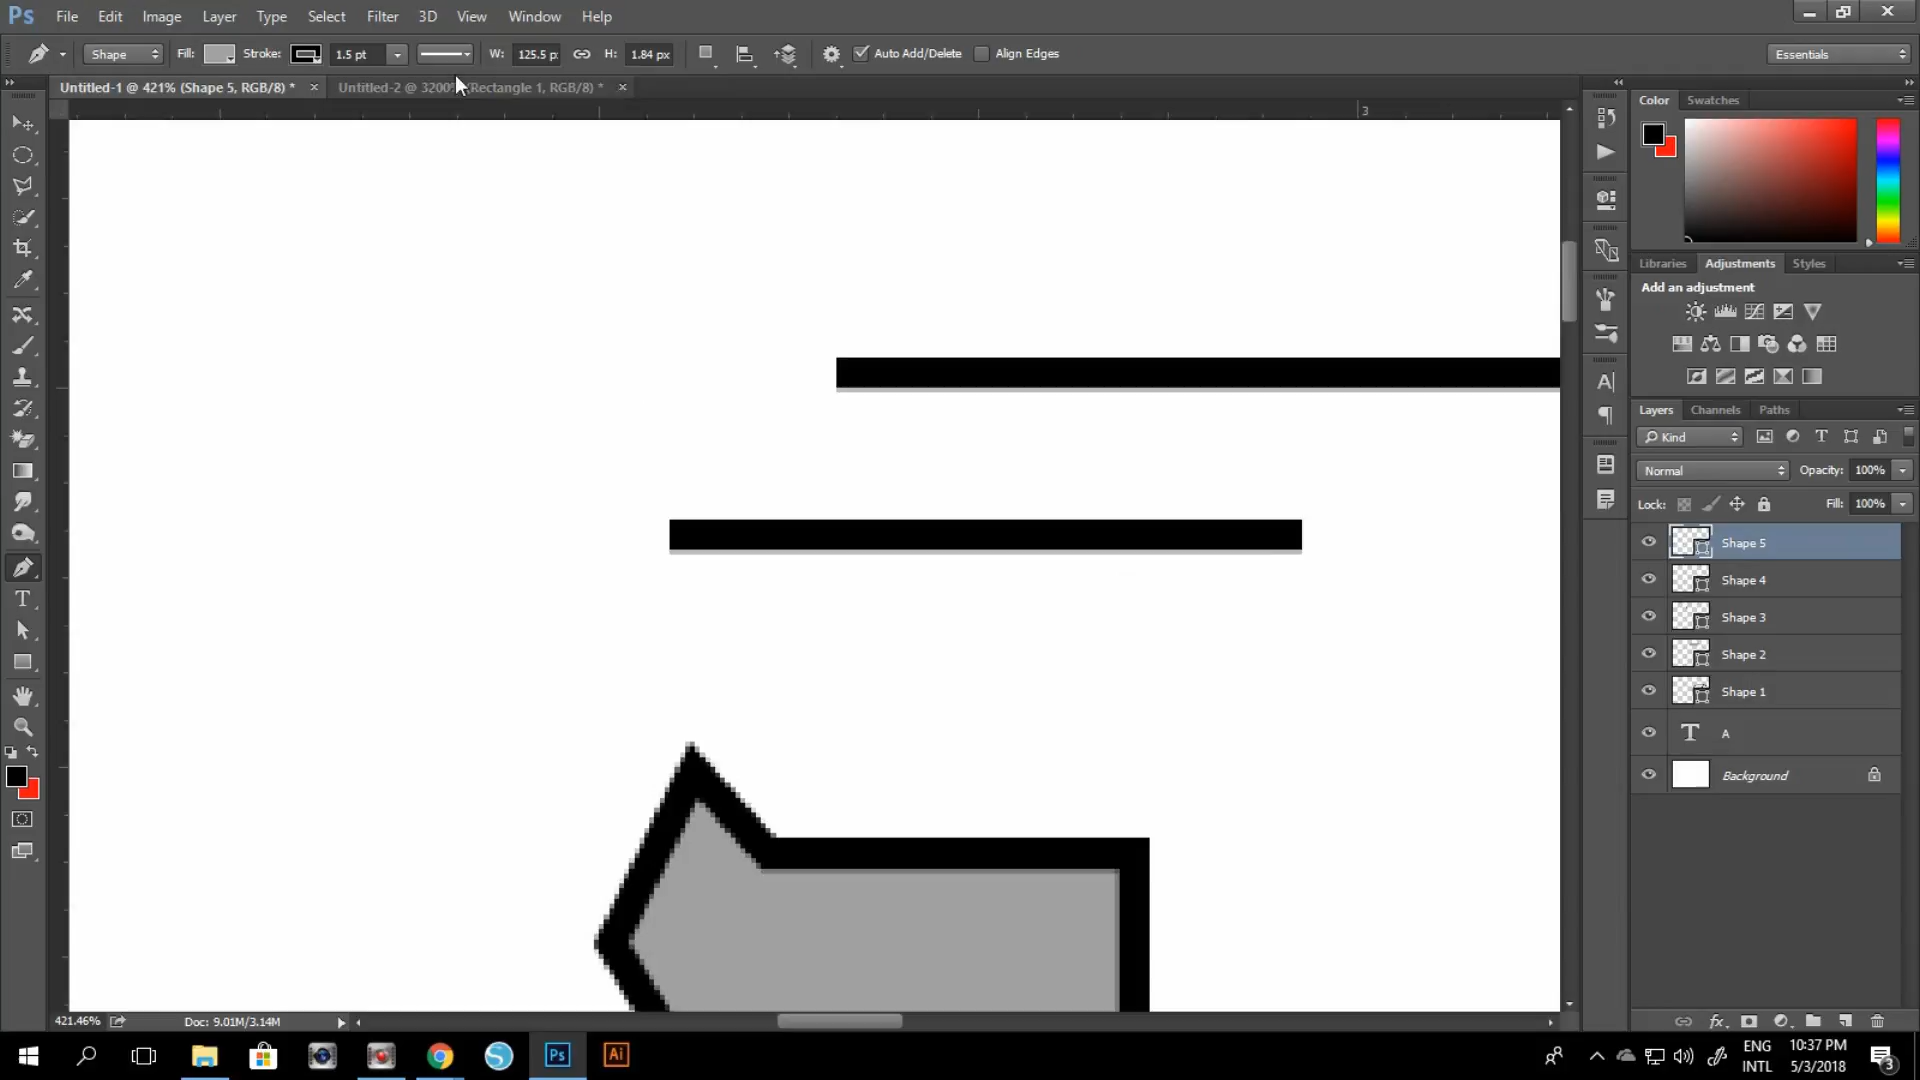 Ps File Edit Image Layer Type Select Filter 3D View Window Help
Shape Fill: Stroke: 1.5 pt W: 125.5 p: H: 1.84 px Auto Add/Delete Align Edges Essentials
Untitled-1 @ 421% (Shape 5, RGB/8) * Untitled-2 @ 3200% (Rectangle 1, RGB/8) *
3
Color Swatches
Libraries Adjustments Styles
Add an adjustment
Layers Channels Paths
Kind
Normal Opacity: 100%
Lock: Fill: 100%
Shape 5
Shape 4
Shape 3
Shape 2
Shape 1
A
Background
421.46% Doc: 9.01M/3.14M
Ps Ai ENG 10:37 PM
INTL 5/3/2018 3